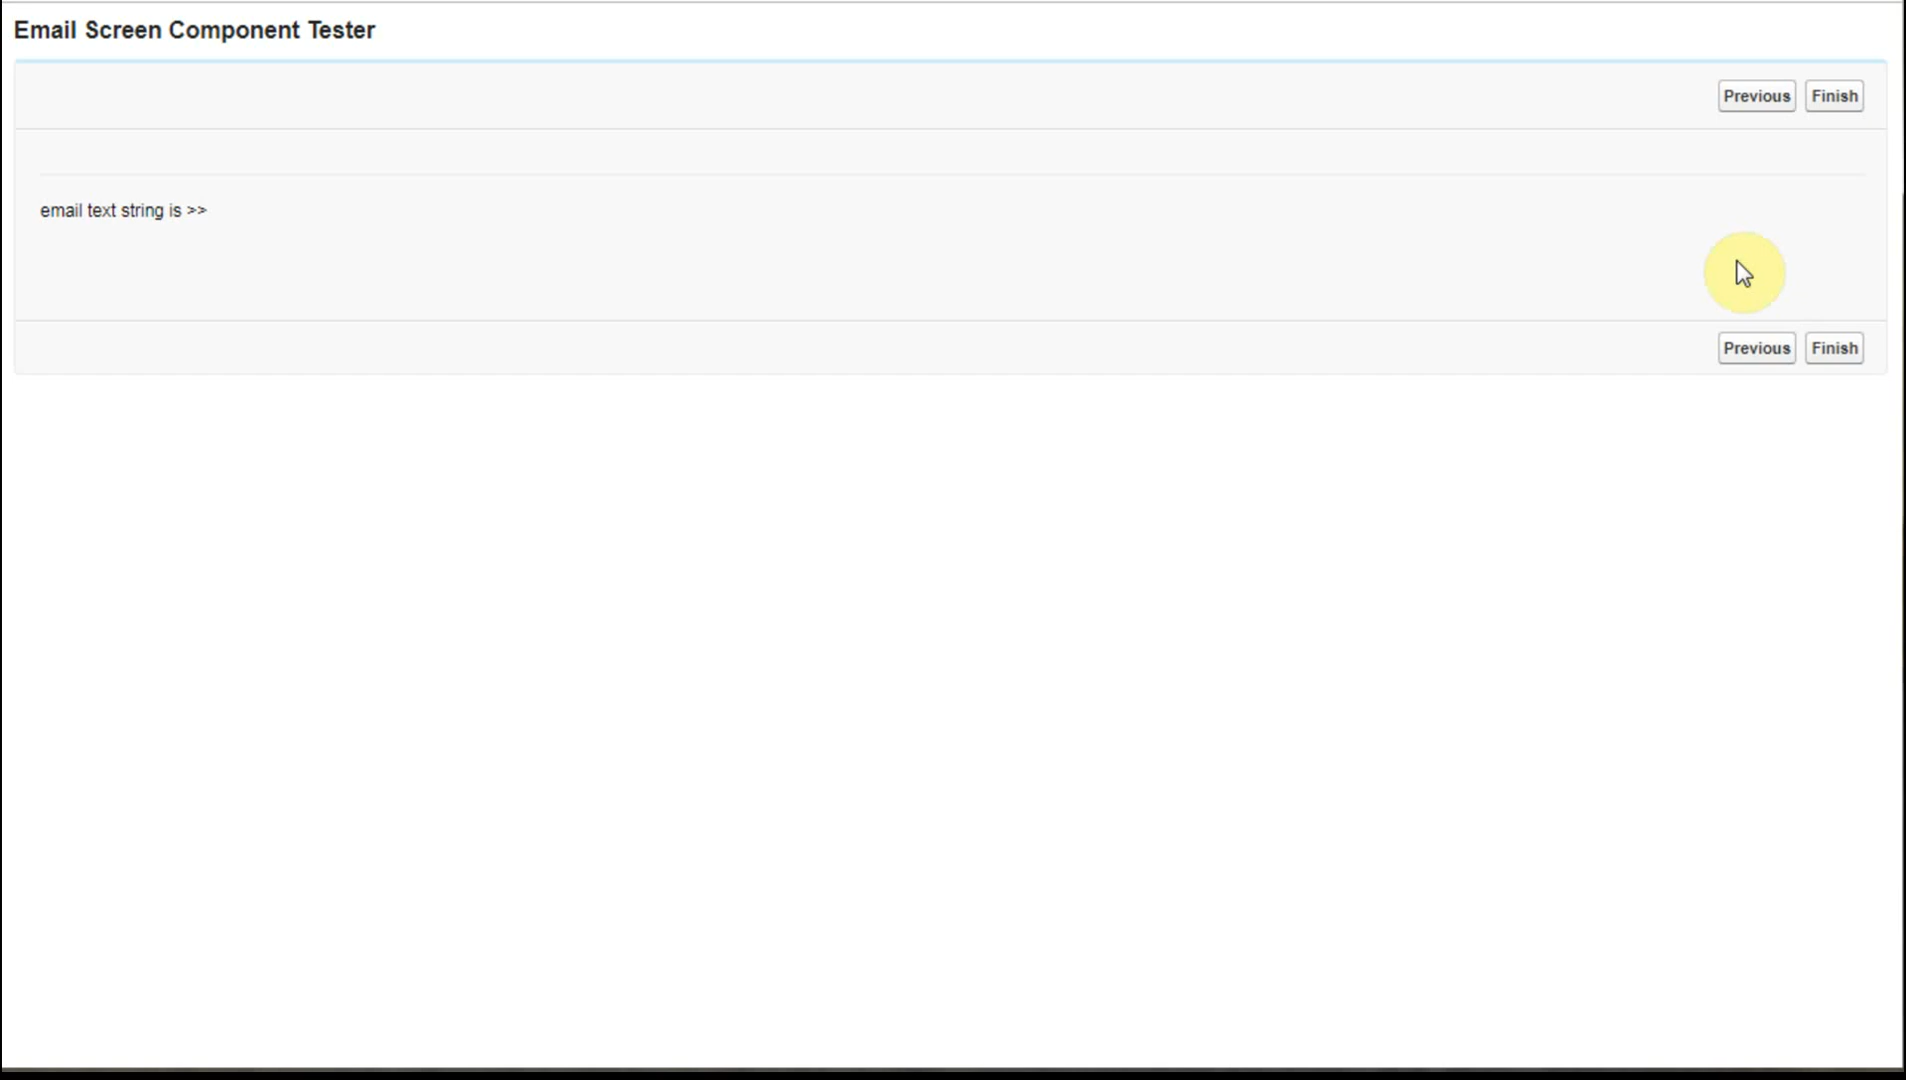 Email Screen Component Tester
Previous Finish
email text string is >>
Previous Finish